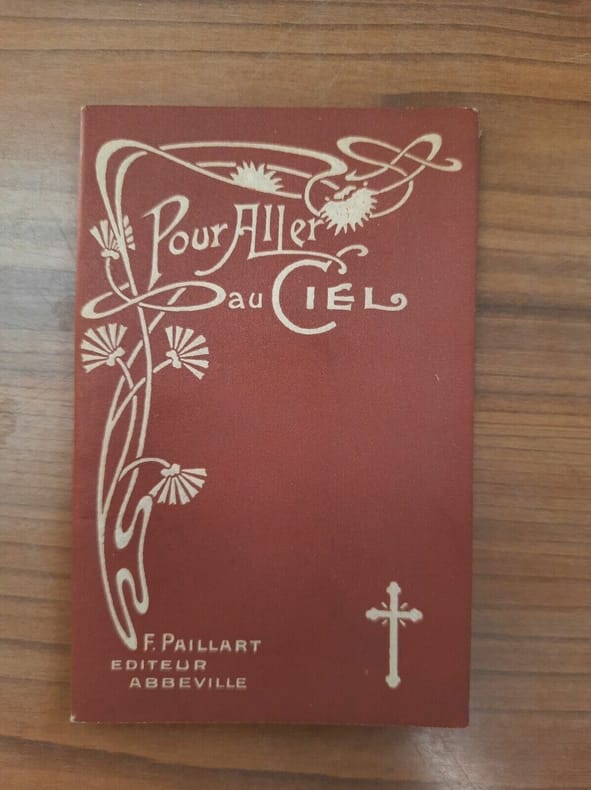 Pour Aller
au CIEL
F. PAILLART
EDITEUR
ABBEVILLE